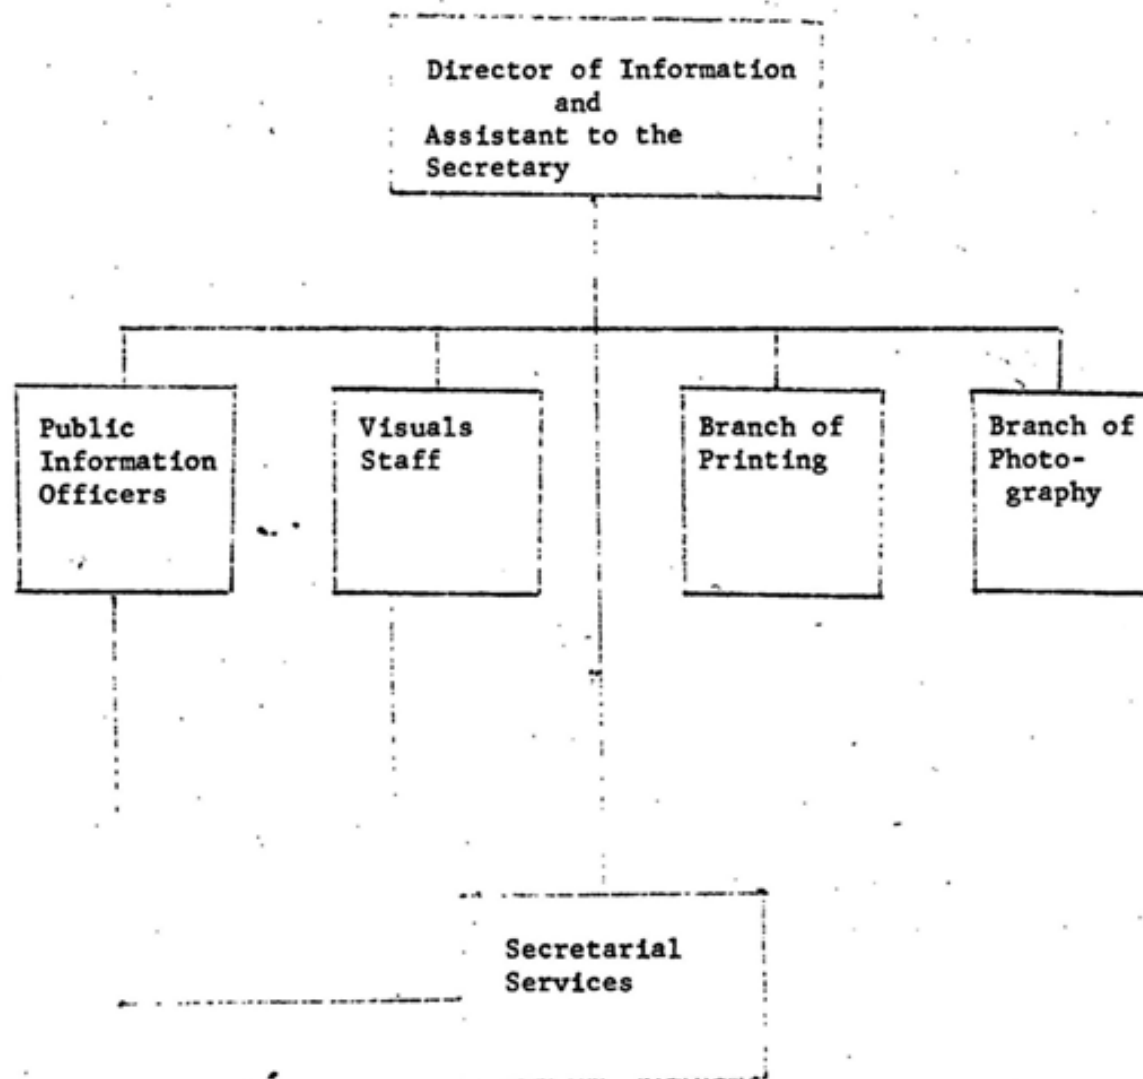 Director of Information
and
Assistant to the
Secretary
Public
Information
Officers
Visuals
Staff
Branch of
Printing
Branch of
Photo-
graphy
Secretarial
Services